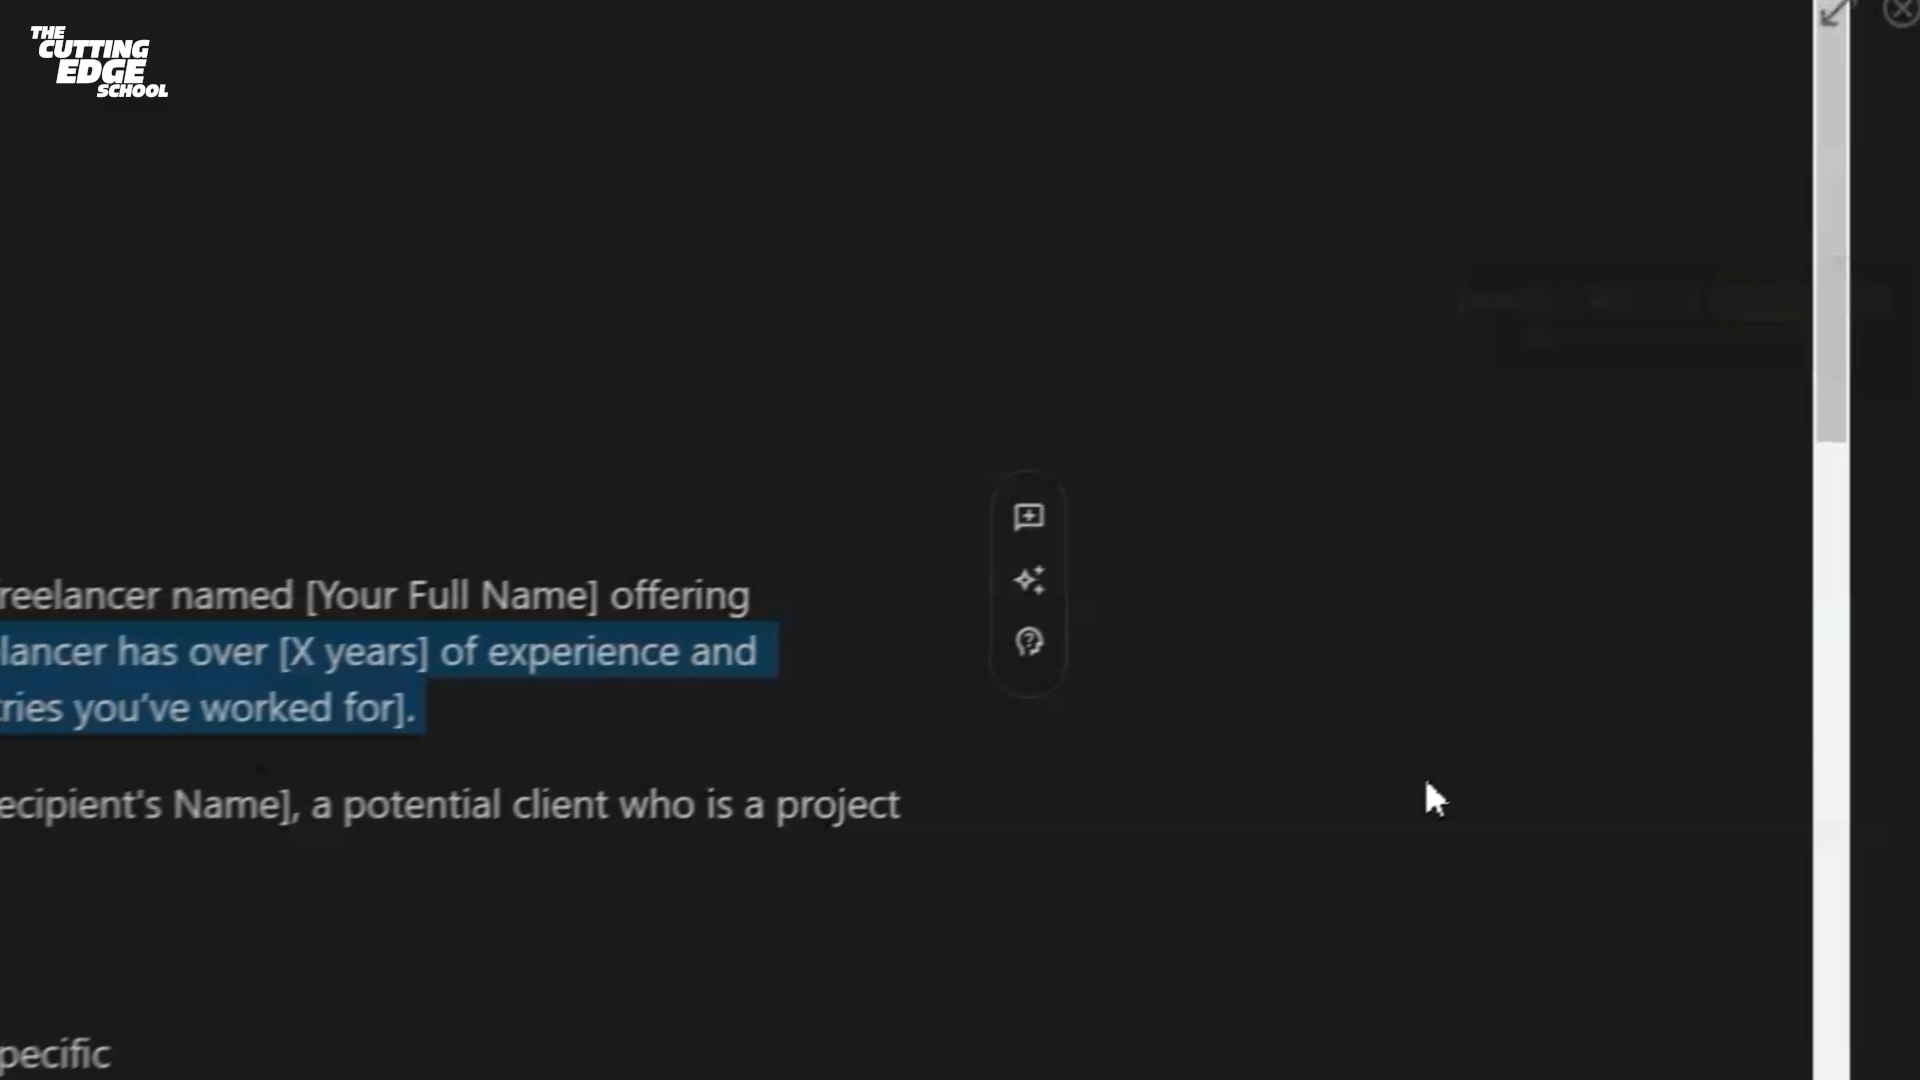 THE
CUTTING
EDGE
SCHOOL
reelancer named [Your Full Name] offering
lancer has over [X years] of experience and
tries you've worked for].
ecipient's Name], a potential client who is a project
pecific